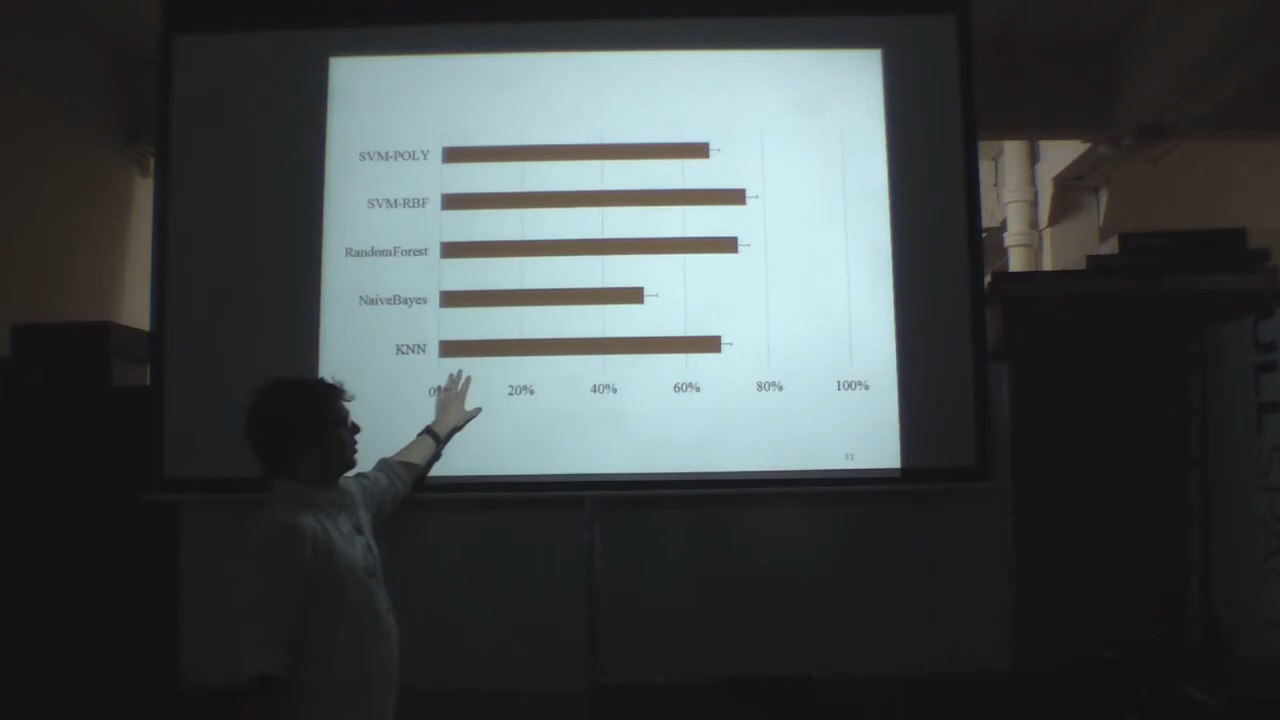 SVM-POLY
SVM-RBF
RandomForest
NaiveBayes
KNN
20% 40% 60% 80% 100%